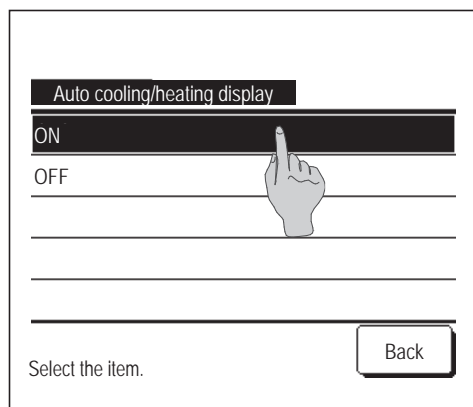 Auto cooling/heating display
ON
OFF
Back
Select the item.